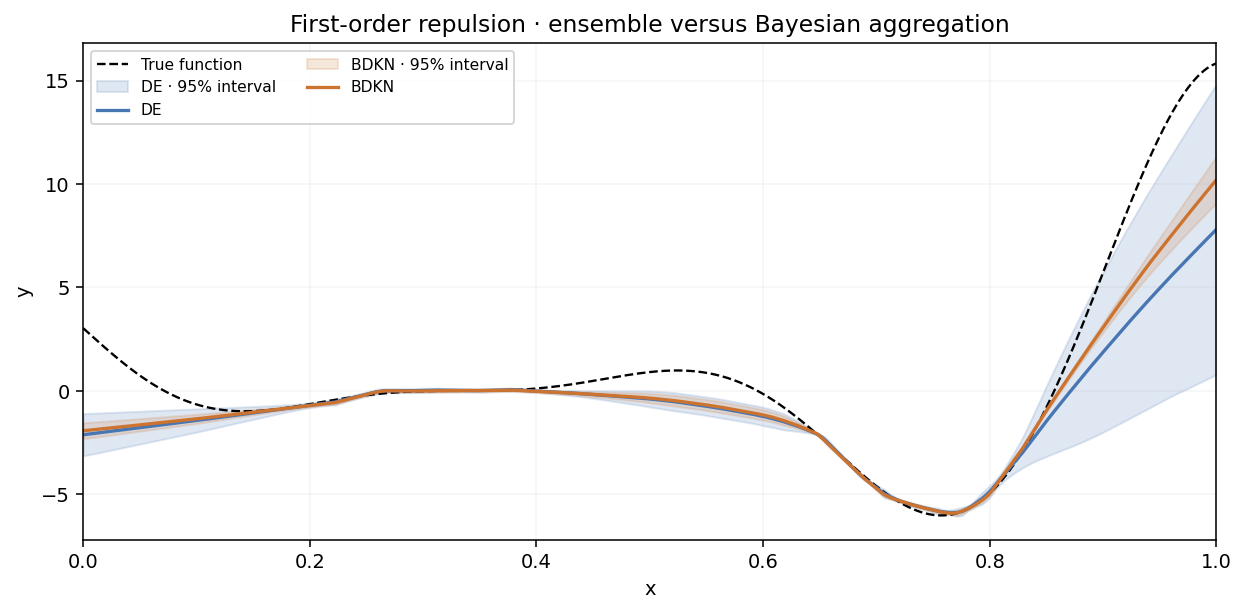 First-order repulsion · ensemble versus Bayesian aggregation
True function
DE · 95% interval
DE
BDKN · 95% interval
BDKN
y
15
10
5
0
−5
0.0 0.2 0.4 0.6 0.8 1.0
x